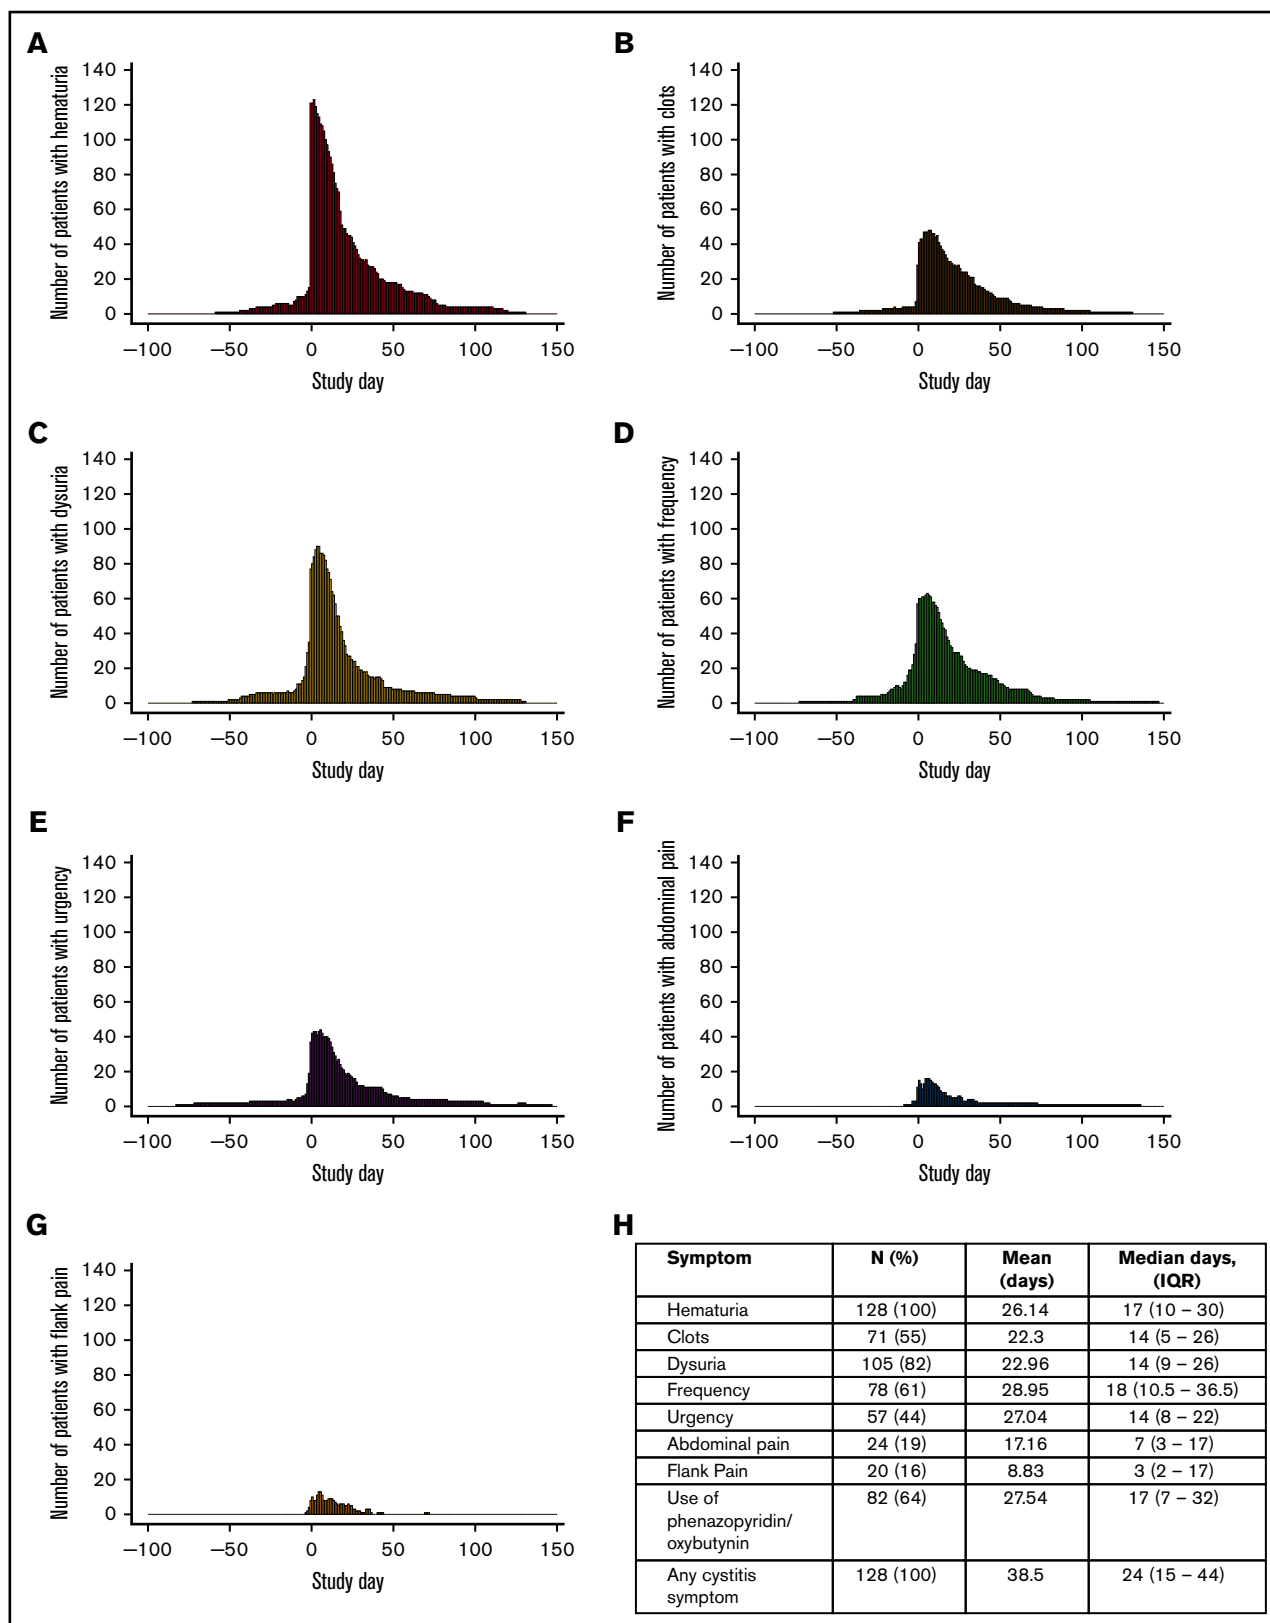 A
Number of patients with hematuria
140
120
100
80
60
40
20
0
−100 −50 0 50 100 150
Study day
B
Number of patients with clots
140
120
100
80
60
40
20
0
−100 −50 0 50 100 150
Study day
C
Number of patients with dysuria
140
120
100
80
60
40
20
0
−100 −50 0 50 100 150
Study day
D
Number of patients with frequency
140
120
100
80
60
40
20
0
−100 −50 0 50 100 150
Study day
E
Number of patients with urgency
140
120
100
80
60
40
20
0
−100 −50 0 50 100 150
Study day
F
Number of patients with abdominal pain
140
120
100
80
60
40
20
0
−100 −50 0 50 100 150
Study day
G
Number of patients with flank pain
140
120
100
80
60
40
20
0
−100 −50 0 50 100 150
Study day
H
Symptom N (%) Mean Median days,
(days) (IQR)
Hematuria 128 (100) 26.14 17 (10 – 30)
Clots 71 (55) 22.3 14 (5 – 26)
Dysuria 105 (82) 22.96 14 (9 – 26)
Frequency 78 (61) 28.95 18 (10.5 – 36.5)
Urgency 57 (44) 27.04 14 (8 – 22)
Abdominal pain 24 (19) 17.16 7 (3 – 17)
Flank Pain 20 (16) 8.83 3 (2 – 17)
Use of 82 (64) 27.54 17 (7 – 32)
phenazopyridin/
oxybutynin
Any cystitis 128 (100) 38.5 24 (15 – 44)
symptom